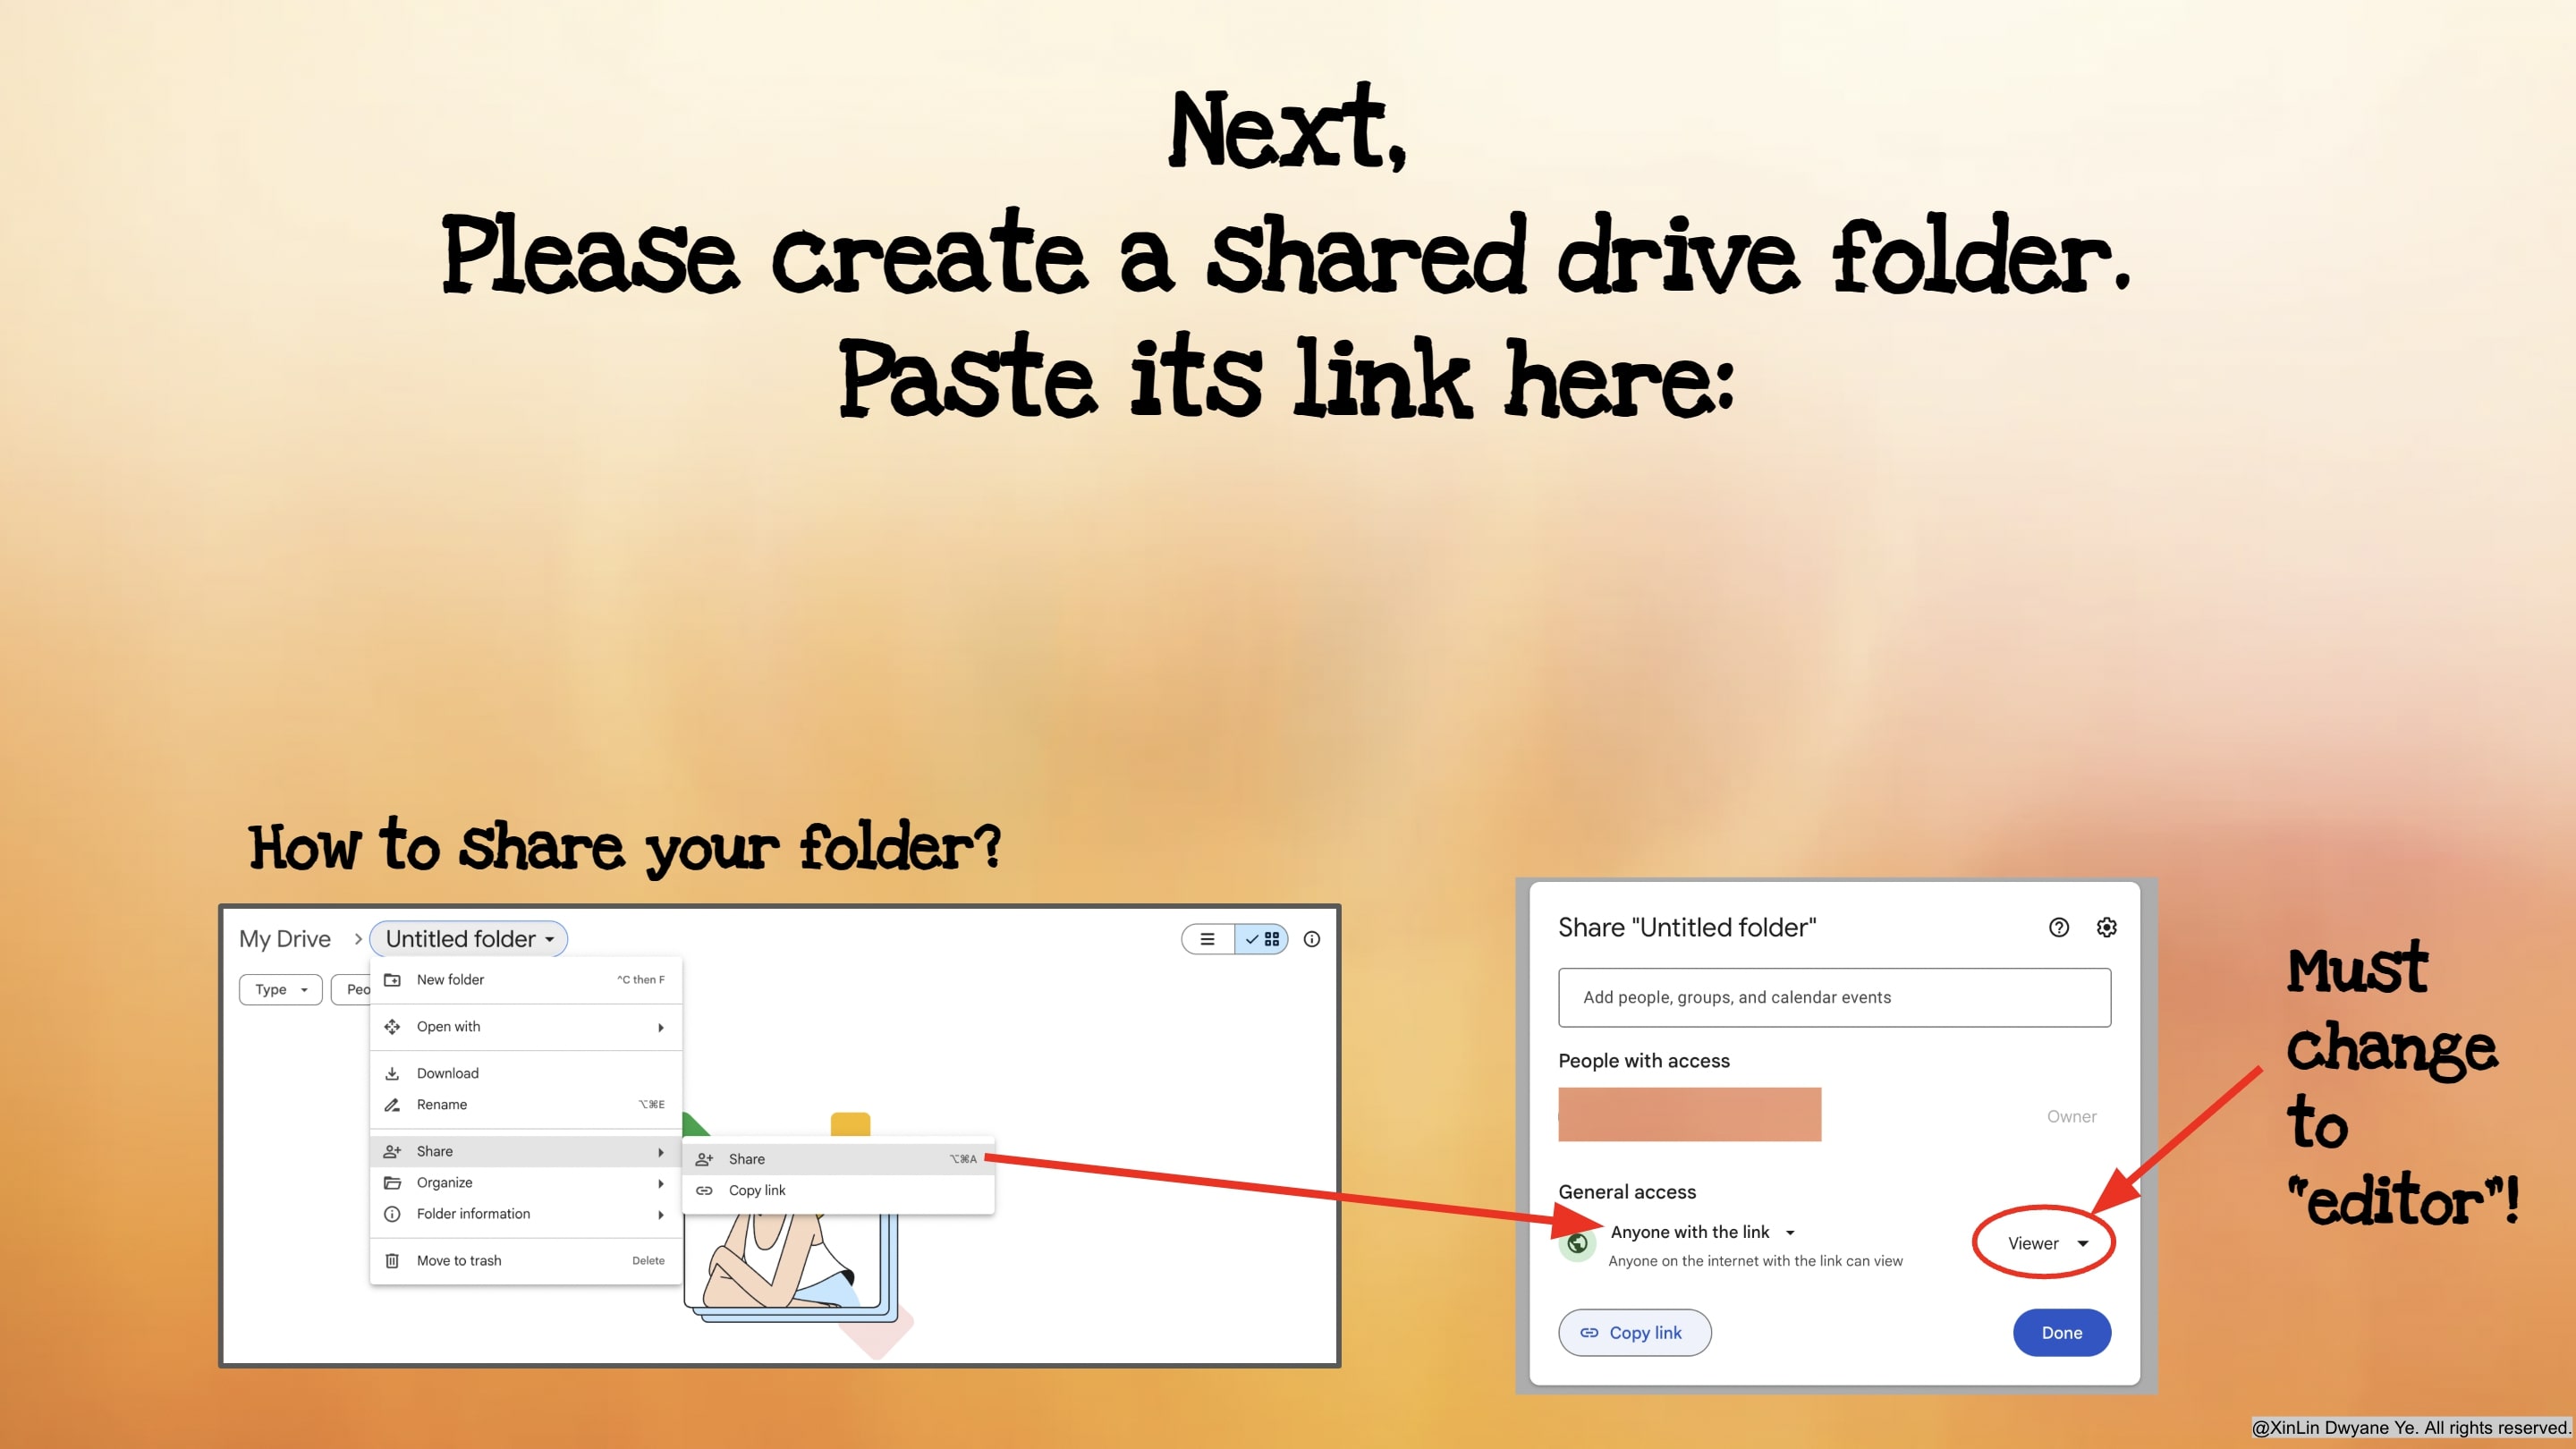 Next,
Please create a shared drive folder.
Paste its link here:
How to share your folder?
My Drive > Untitled folder
Type
Peo
New folder ^C then F
Open with
Download
Rename ⌥⌘E
Share
Organize
Folder information
Move to trash Delete
Share ⌥⌘A
Copy link
Share "Untitled folder"
Add people, groups, and calendar events
People with access
Owner
General access
Anyone with the link
Anyone on the internet with the link can view
Viewer
Copy link
Done
Must
change
to
"editor"!
@XinLin Dwyane Ye. All rights reserved.